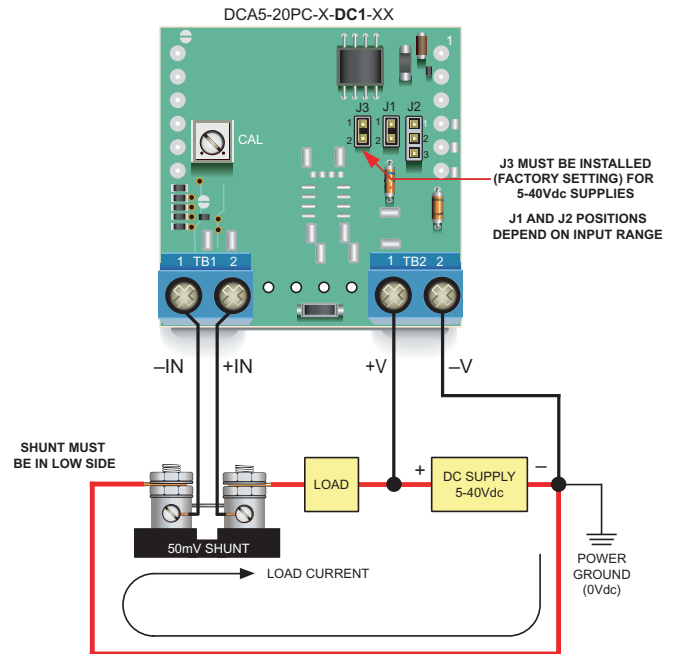 DCA5-20PC-X-DC1-XX
1
J3 J1 J2
1 1 1
2 2 2
3
CAL
J3 MUST BE INSTALLED
(FACTORY SETTING) FOR
5-40Vdc SUPPLIES
J1 AND J2 POSITIONS
DEPEND ON INPUT RANGE
1 TB1 2
1 TB2 2
–IN
+IN
+V
–V
SHUNT MUST
BE IN LOW SIDE
LOAD
+
DC SUPPLY
5-40Vdc
–
50mV SHUNT
LOAD CURRENT
POWER
GROUND
(0Vdc)